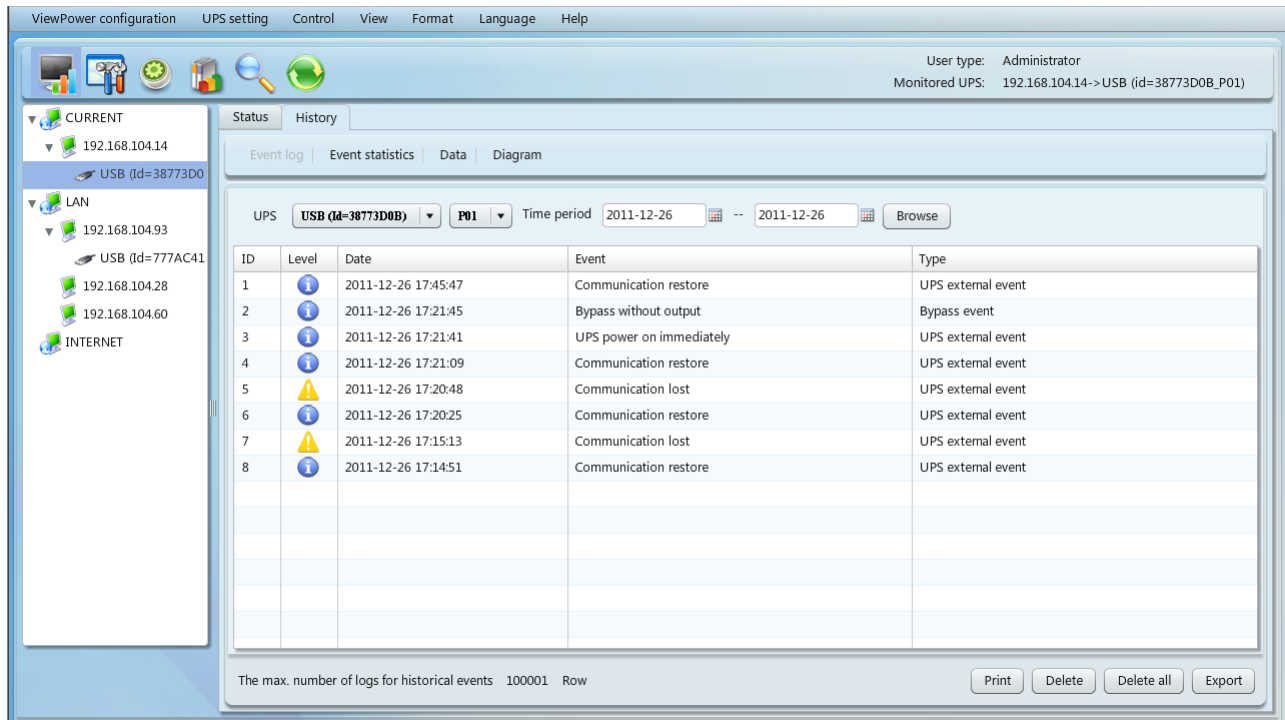 ViewPower configuration UPS setting Control View Format Language Help
User type: Administrator
Monitored UPS: 192.168.104.14->USB (id=38773D0B_P01)
CURRENT
192.168.104.14
USB (Id=38773D0
LAN
192.168.104.93
USB (Id=777AC41
192.168.104.28
192.168.104.60
INTERNET
Status History
Event log Event statistics Data Diagram
UPS USB (Id=38773D0B) P01 Time period 2011-12-26 -- 2011-12-26 Browse
ID Level Date Event Type
1 2011-12-26 17:45:47 Communication restore UPS external event
2 2011-12-26 17:21:45 Bypass without output Bypass event
3 2011-12-26 17:21:41 UPS power on immediately UPS external event
4 2011-12-26 17:21:09 Communication restore UPS external event
5 2011-12-26 17:20:48 Communication lost UPS external event
6 2011-12-26 17:20:25 Communication restore UPS external event
7 2011-12-26 17:15:13 Communication lost UPS external event
8 2011-12-26 17:14:51 Communication restore UPS external event
The max. number of logs for historical events 100001 Row Print Delete Delete all Export